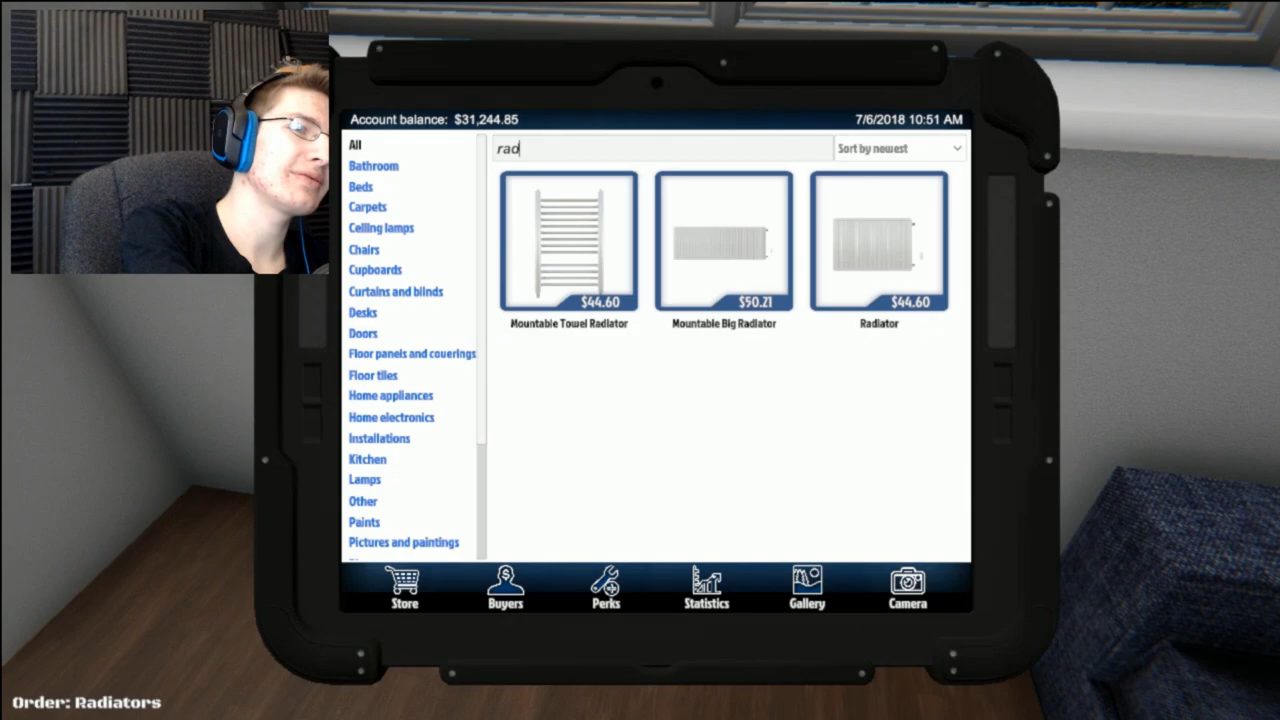 Account balance: $31,244.85
7/6/2018 10:51 AM
All
Bathroom
Beds
Carpets
Ceiling lamps
Chairs
Cupboards
Curtains and blinds
Desks
Doors
Floor panels and couerings
Floor tiles
Home appliances
Home electronics
Installations
Kitchen
Lamps
Other
Paints
Pictures and paintings
rad
Sort by newest
$44.60
$50.21
$44.60
Mountable Towel Radiator
Mountable Big Radiator
Radiator
Store
Buyers
Perks
Statistics
Gallery
Camera
Order: Radiators